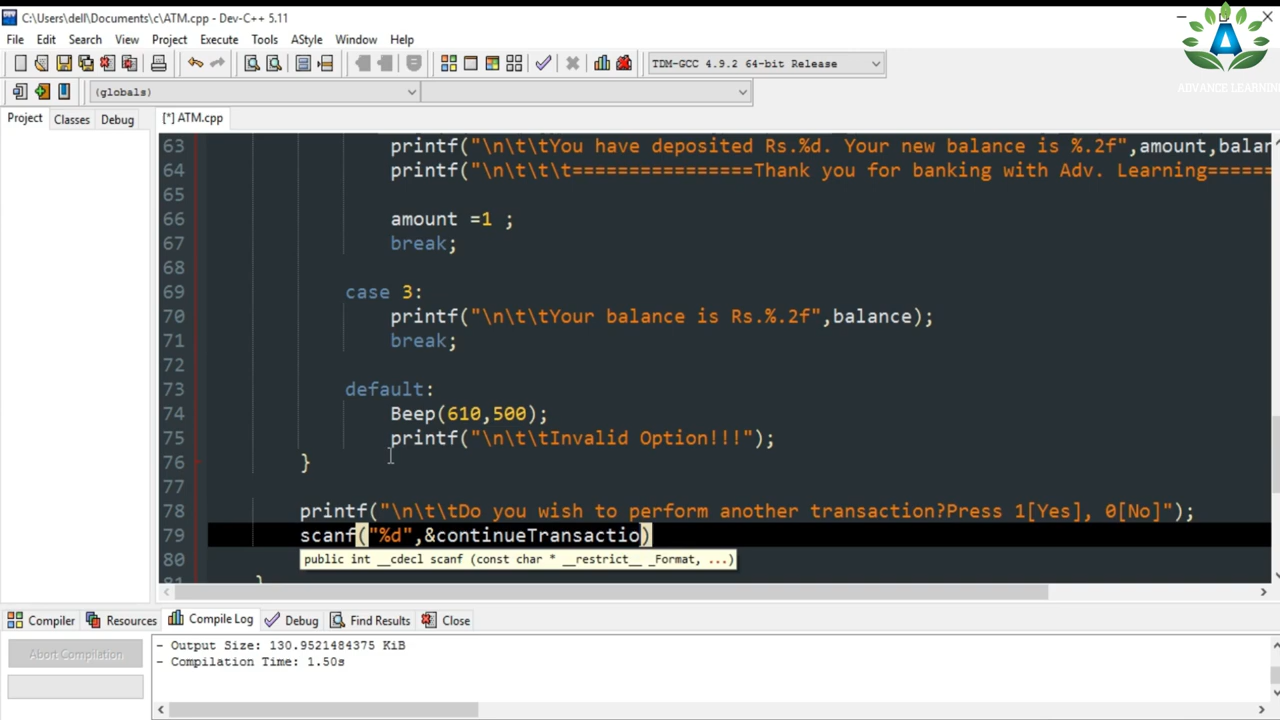 C:\Users\dell\Documents\c\ATM.cpp - Dev-C++ 5.11
File Edit Search View Project Execute Tools AStyle Window Help
TDM-GCC 4.9.2 64-bit Release
(globals)
ADVANCE LEARNIN
Project Classes Debug [*] ATM.cpp
63 printf("\n\t\tYou have deposited Rs.%d. Your new balance is %.2f",amount,balan
64 printf("\n\t\t\t================Thank you for banking with Adv. Learning======
65
66 amount =1 ;
67 break;
68
69 case 3:
70 printf("\n\t\tYour balance is Rs.%.2f",balance);
71 break;
72
73 default:
74 Beep(610,500);
75 printf("\n\t\tInvalid Option!!!");
76 }
77
78 printf("\n\t\tDo you wish to perform another transaction?Press 1[Yes], 0[No]");
79 scanf("%d",&continueTransactio)
80 public int __cdecl scanf (const char * __restrict__ _Format, ...)
81 }
Compiler Resources Compile Log Debug Find Results Close
Abort Compilation
- Output Size: 130.9521484375 KiB
- Compilation Time: 1.50s